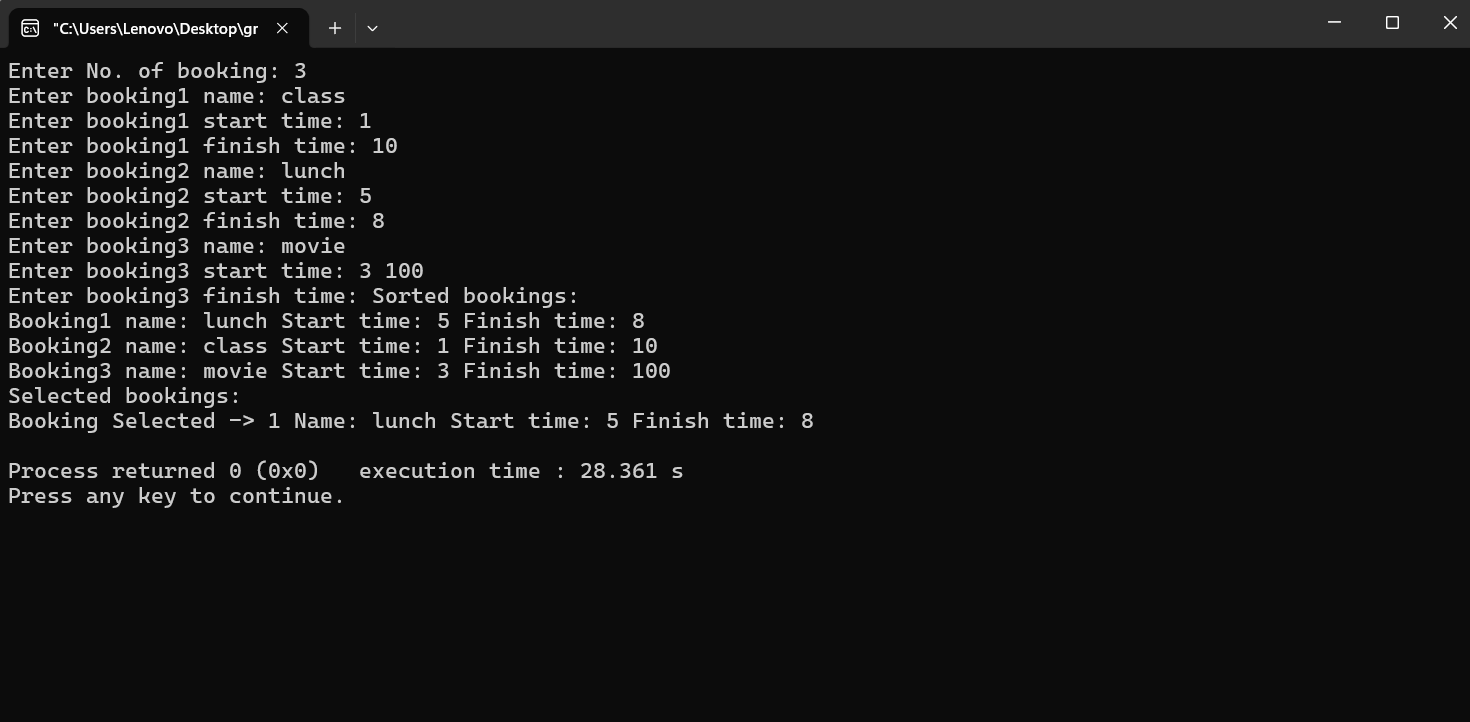 "C:\Users\Lenovo\Desktop\gr
Enter No. of booking: 3
Enter booking1 name: class
Enter booking1 start time: 1
Enter booking1 finish time: 10
Enter booking2 name: lunch
Enter booking2 start time: 5
Enter booking2 finish time: 8
Enter booking3 name: movie
Enter booking3 start time: 3 100
Enter booking3 finish time: Sorted bookings:
Booking1 name: lunch Start time: 5 Finish time: 8
Booking2 name: class Start time: 1 Finish time: 10
Booking3 name: movie Start time: 3 Finish time: 100
Selected bookings:
Booking Selected -> 1 Name: lunch Start time: 5 Finish time: 8
Process returned 0 (0x0)   execution time : 28.361 s
Press any key to continue.